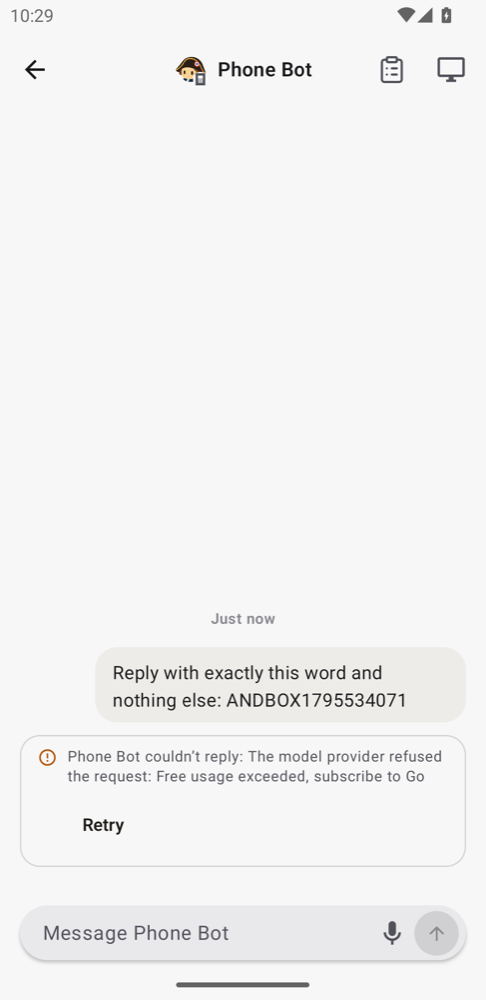 10:29
Phone Bot
Just now
Reply with exactly this word and
nothing else: ANDBOX1795534071
Phone Bot couldn’t reply: The model provider refused
the request: Free usage exceeded, subscribe to Go
Retry
Message Phone Bot